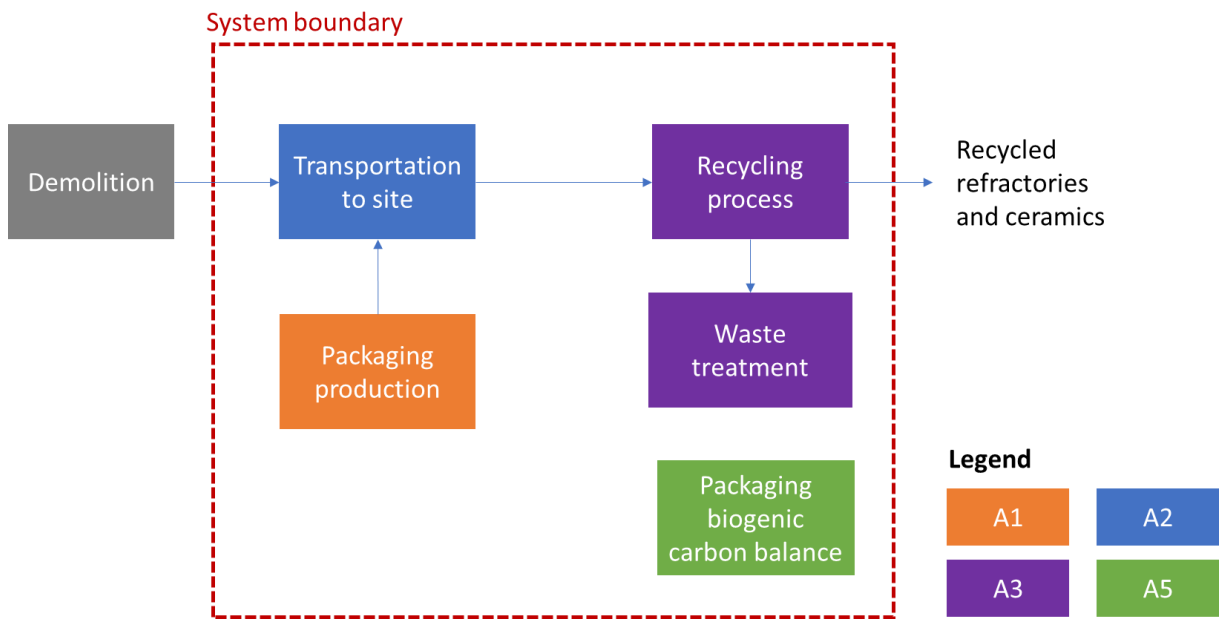 System boundary
Demolition
Transportation
to site
Recycling
process
Recycled
refractories
and ceramics
Packaging
production
Waste
treatment
Packaging
biogenic
carbon balance
Legend
A1
A2
A3
A5